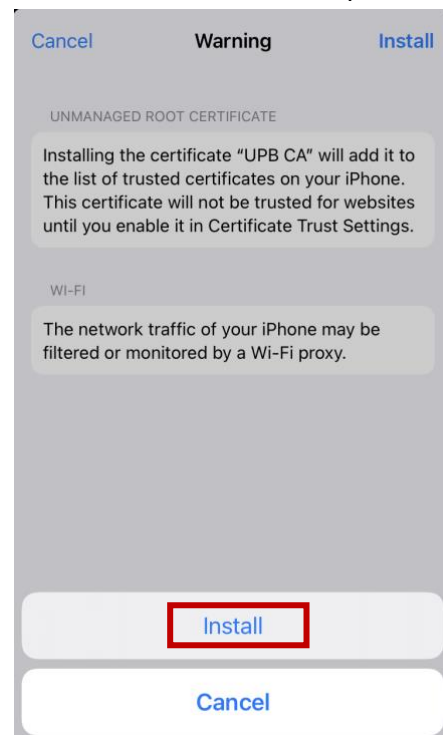 Cancel Warning Install
UNMANAGED ROOT CERTIFICATE
Installing the certificate “UPB CA” will add it to
the list of trusted certificates on your iPhone.
This certificate will not be trusted for websites
until you enable it in Certificate Trust Settings.
WI-FI
The network traffic of your iPhone may be
filtered or monitored by a Wi-Fi proxy.
Install
Cancel